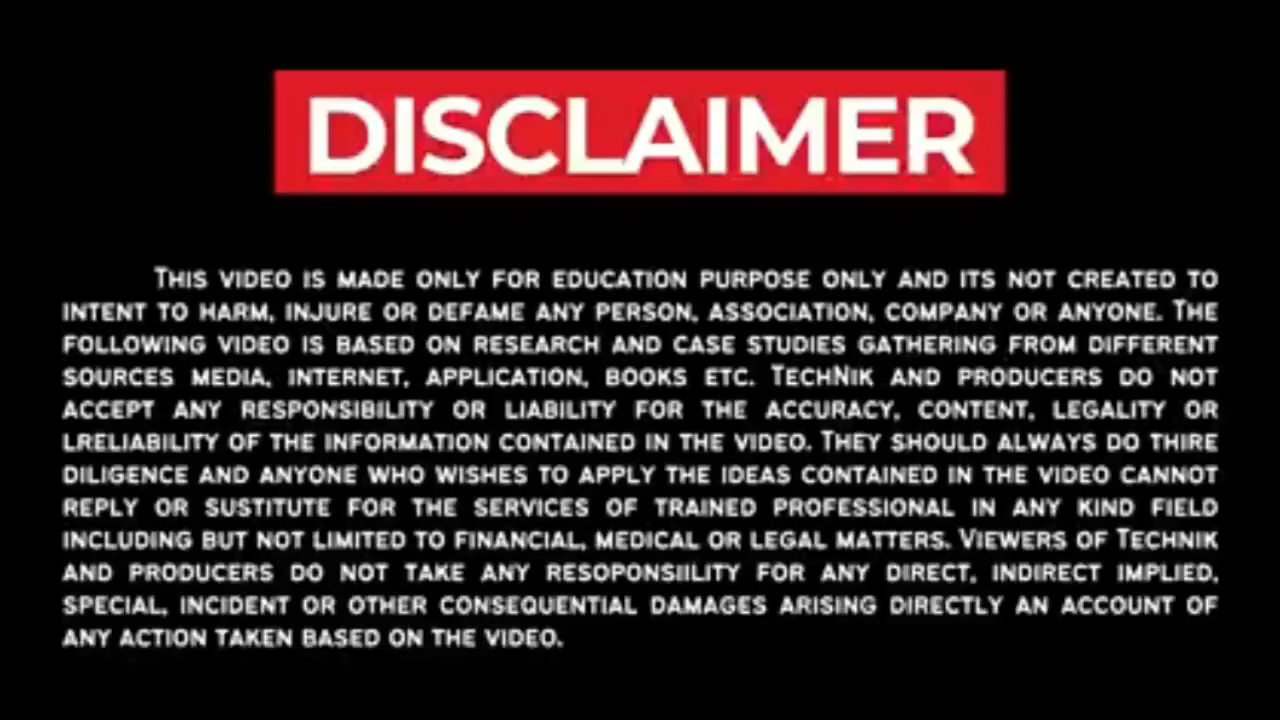 DISCLAIMER
THIS VIDEO IS MADE ONLY FOR EDUCATION PURPOSE ONLY AND ITS NOT CREATED TO
INTENT TO HARM, INJURE OR DEFAME ANY PERSON, ASSOCIATION, COMPANY OR ANYONE. THE
FOLLOWING VIDEO IS BASED ON RESEARCH AND CASE STUDIES GATHERING FROM DIFFERENT
SOURCES MEDIA, INTERNET, APPLICATION, BOOKS ETC. TECHNIK AND PRODUCERS DO NOT
ACCEPT ANY RESPONSIBILITY OR LIABILITY FOR THE ACCURACY, CONTENT, LEGALITY OR
LRELIABILITY OF THE INFORMATION CONTAINED IN THE VIDEO. THEY SHOULD ALWAYS DO THIRE
DILIGENCE AND ANYONE WHO WISHES TO APPLY THE IDEAS CONTAINED IN THE VIDEO CANNOT
REPLY OR SUSTITUTE FOR THE SERVICES OF TRAINED PROFESSIONAL IN ANY KIND FIELD
INCLUDING BUT NOT LIMITED TO FINANCIAL, MEDICAL OR LEGAL MATTERS. VIEWERS OF TECHNIK
AND PRODUCERS DO NOT TAKE ANY RESOPONSIILITY FOR ANY DIRECT, INDIRECT IMPLIED,
SPECIAL, INCIDENT OR OTHER CONSEQUENTIAL DAMAGES ARISING DIRECTLY AN ACCOUNT OF
ANY ACTION TAKEN BASED ON THE VIDEO.